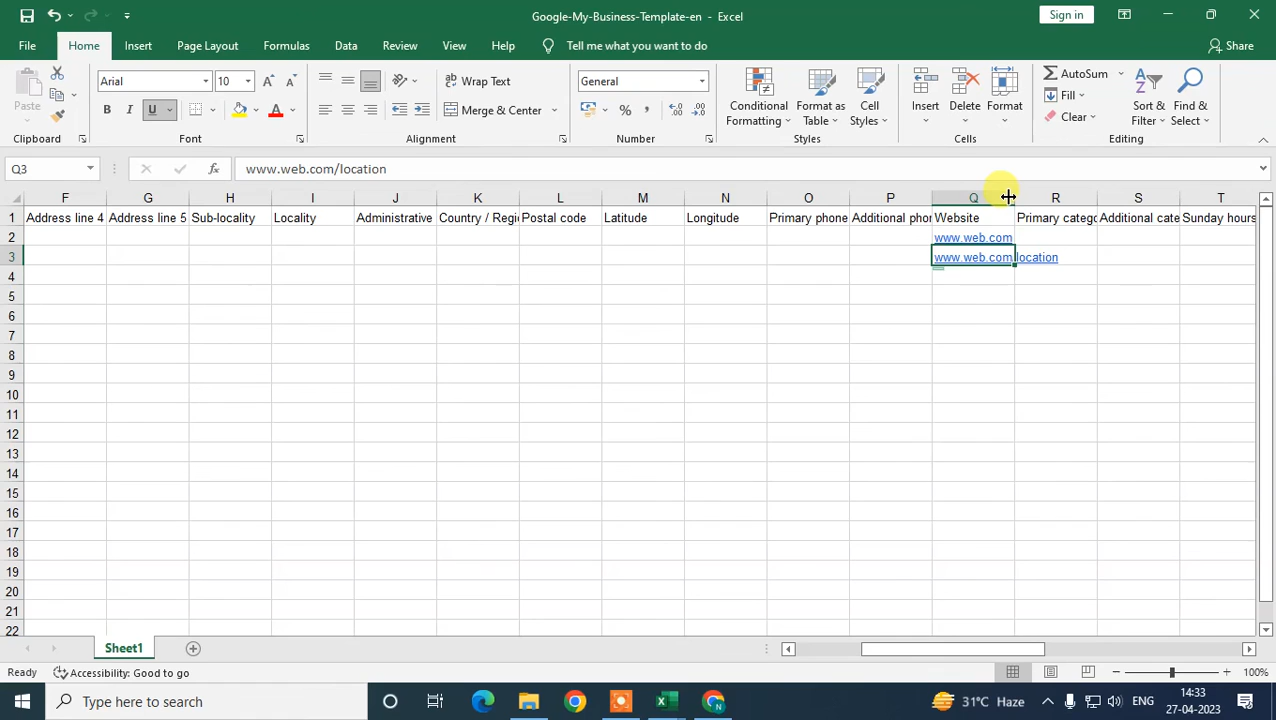 Google-My-Business-Template-en - Excel
Sign in
File Home Insert Page Layout Formulas Data Review View Help Tell me what you want to do Share
Paste
Clipboard
Arial 10
B I U
Font
Wrap Text
Merge & Center
Alignment
General
Number
Conditional Formatting
Format as Table
Cell Styles
Styles
Insert
Delete
Format
Cells
AutoSum
Fill
Clear
Sort & Filter
Find & Select
Editing
Q3 fx www.web.com/location
F G H I J K L M N O P Q R S T
1 Address line 4 Address line 5 Sub-locality Locality Administrative Country / Regi Postal code Latitude Longitude Primary phone Additional phon Website Primary catego Additional cate Sunday hours
2 www.web.com
3 www.web.com/location
4
5
6
7
8
9
10
11
12
13
14
15
16
17
18
19
20
21
22
Sheet1
Ready Accessibility: Good to go 100%
Type here to search
31°C Haze ENG 14:33
27-04-2023